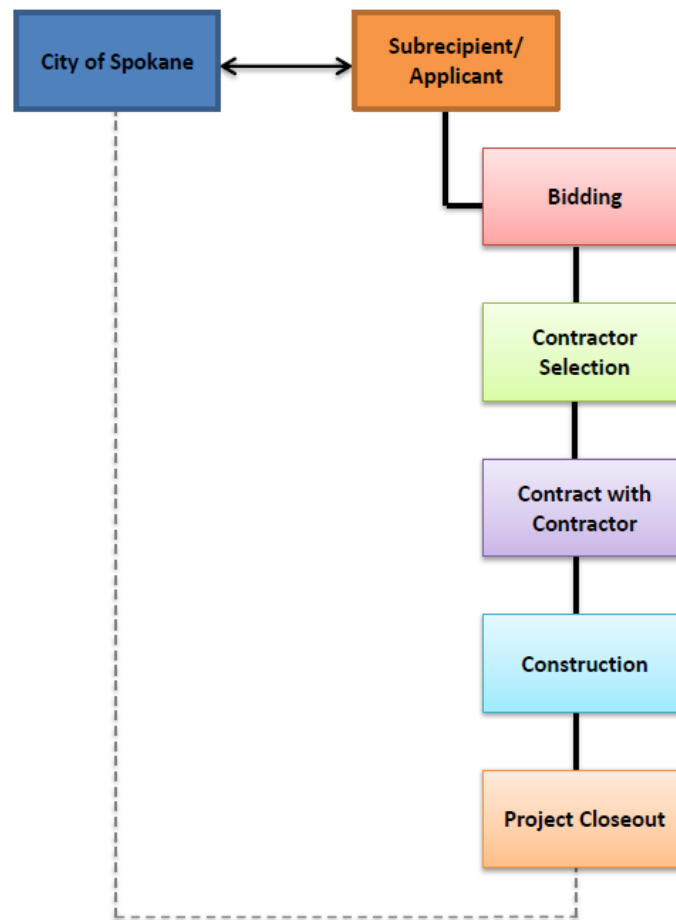 City of Spokane
Subrecipient/
Applicant
Bidding
Contractor
Selection
Contract with
Contractor
Construction
Project Closeout